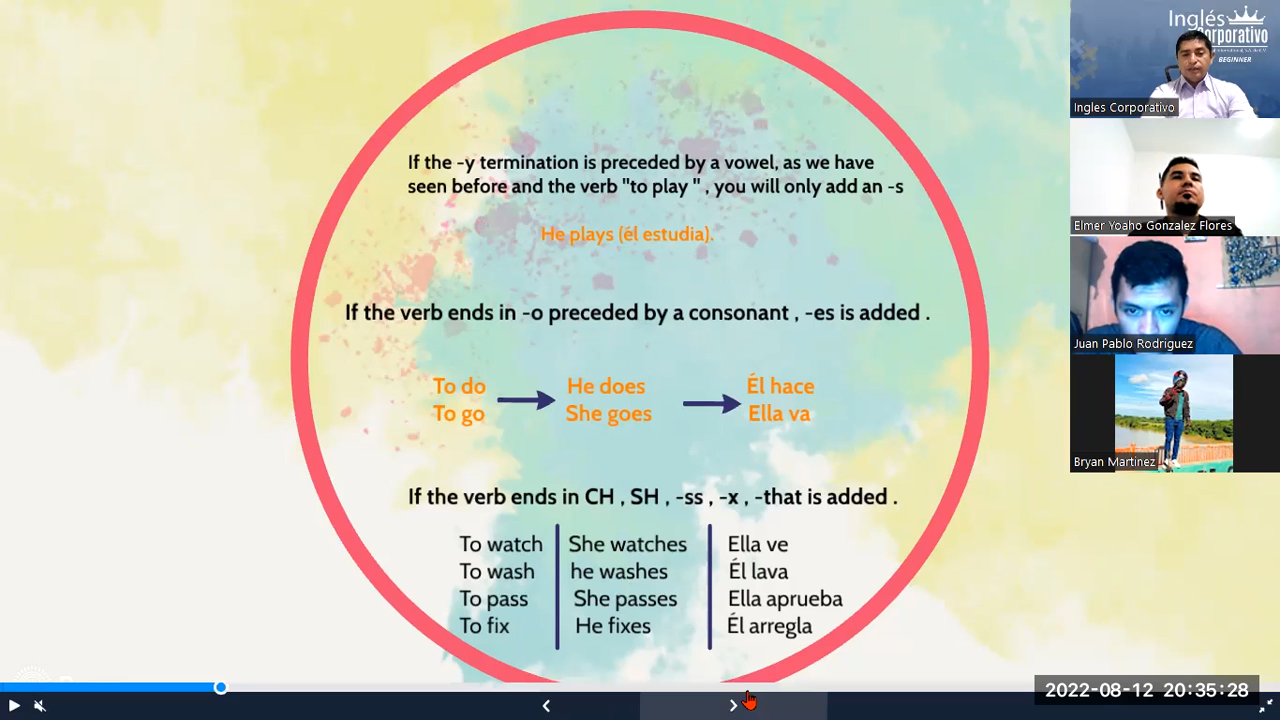 If the -y termination is preceded by a vowel, as we have
seen before and the verb "to play " , you will only add an -s
He plays (él estudia).
If the verb ends in -o preceded by a consonant , -es is added .
To do He does Él hace
To go She goes Ella va
If the verb ends in CH , SH , -ss , -x , -that is added .
To watch She watches Ella ve
To wash he washes Él lava
To pass She passes Ella aprueba
To fix He fixes Él arregla
Inglés
Corporativo
BEGINNER
Ingles Corporativo
Elmer Yoaho Gonzalez Flores
Juan Pablo Rodriguez
Bryan Martinez
2022-08-12 20:35:28